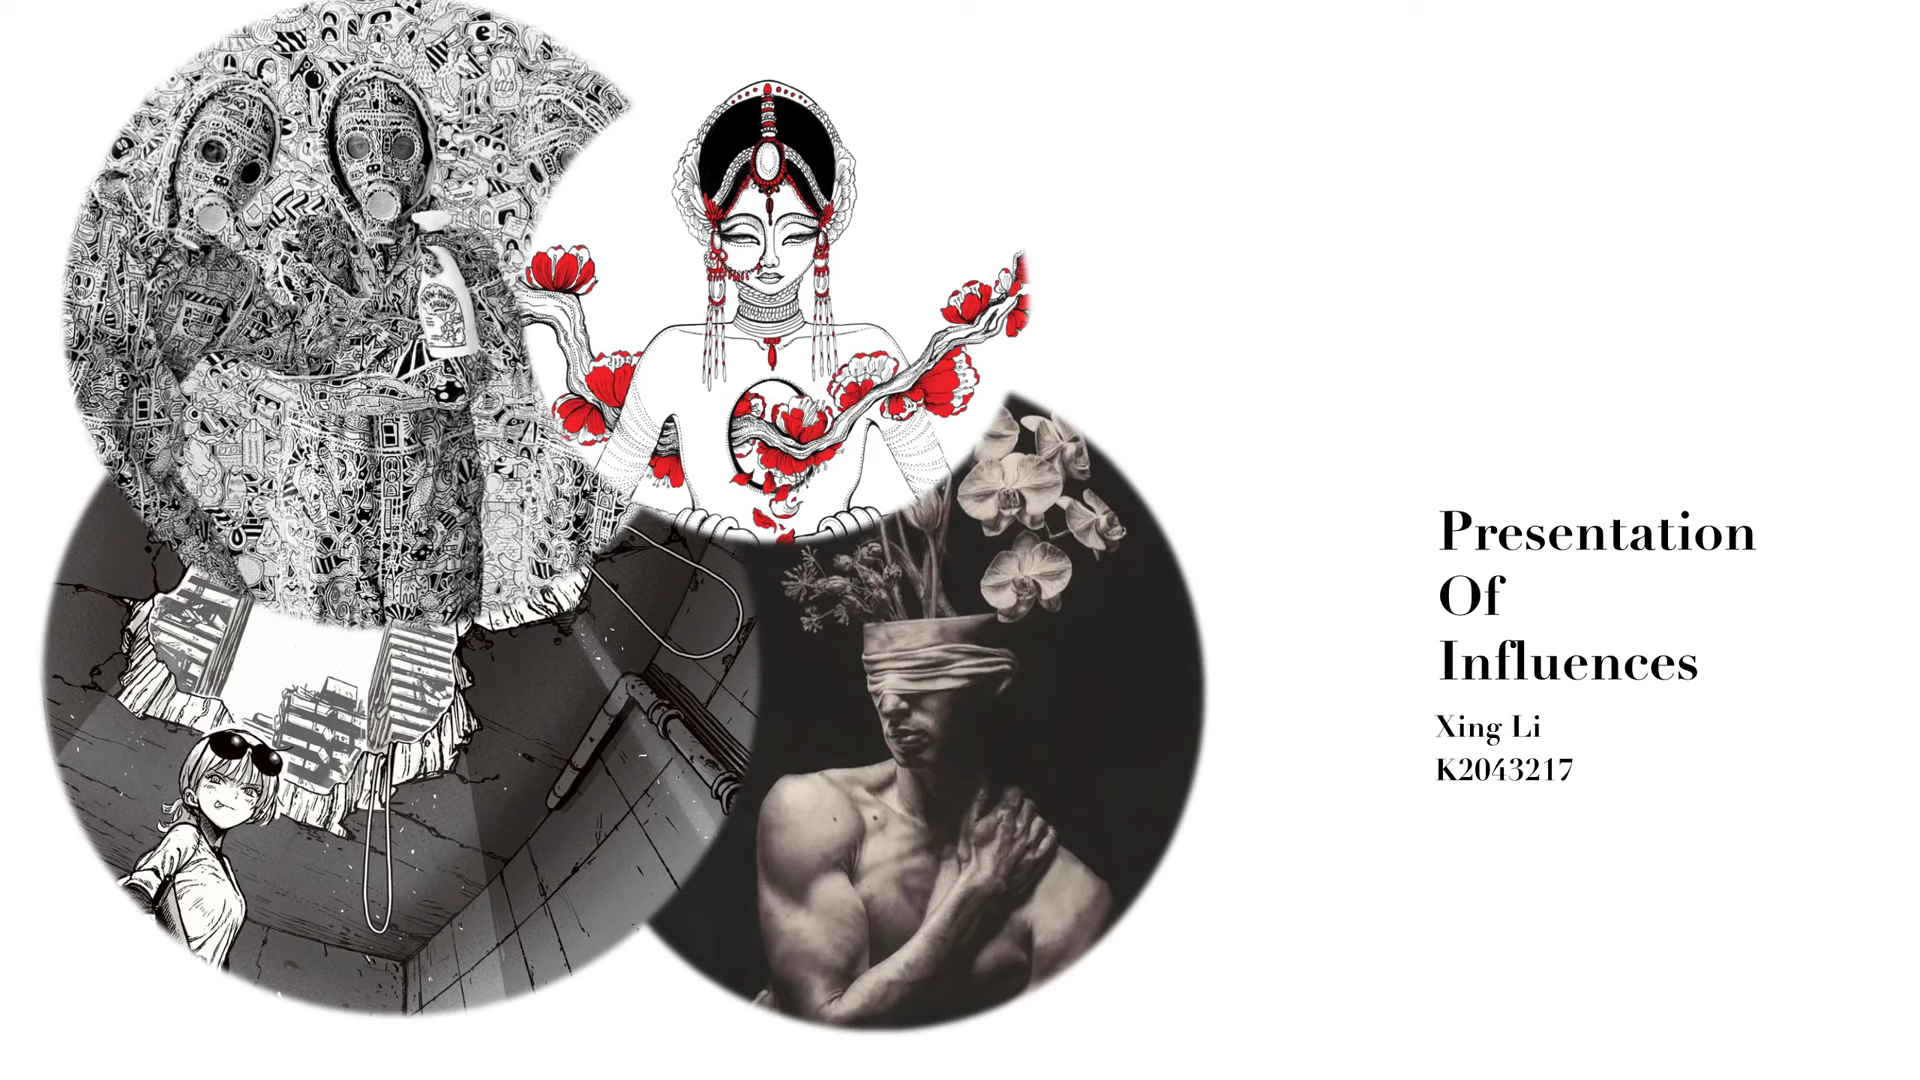 Presentation
Of
Influences
Xing Li
K2043217